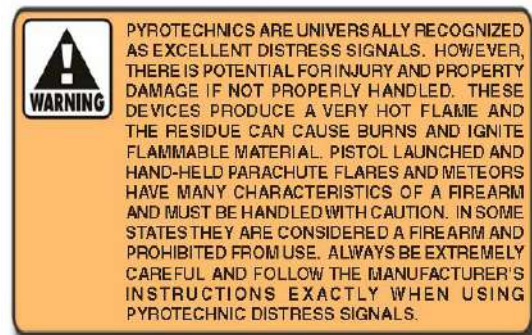 WARNING
PYROTECHNICS ARE UNIVERSALLY RECOGNIZED
AS EXCELLENT DISTRESS SIGNALS. HOWEVER,
THERE IS POTENTIAL FOR INJURY AND PROPERTY
DAMAGE IF NOT PROPERLY HANDLED. THESE
DEVICES PRODUCE A VERY HOT FLAME AND
THE RESIDUE CAN CAUSE BURNS AND IGNITE
FLAMMABLE MATERIAL. PISTOL LAUNCHED AND
HAND-HELD PARACHUTE FLARES AND METEORS
HAVE MANY CHARACTERISTICS OF A FIREARM
AND MUST BE HANDLED WITH CAUTION. IN SOME
STATES THEY ARE CONSIDERED A FIREARM AND
PROHIBITED FROM USE. ALWAYS BE EXTREMELY
CAREFUL AND FOLLOW THE MANUFACTURER'S
INSTRUCTIONS EXACTLY WHEN USING
PYROTECHNIC DISTRESS SIGNALS.